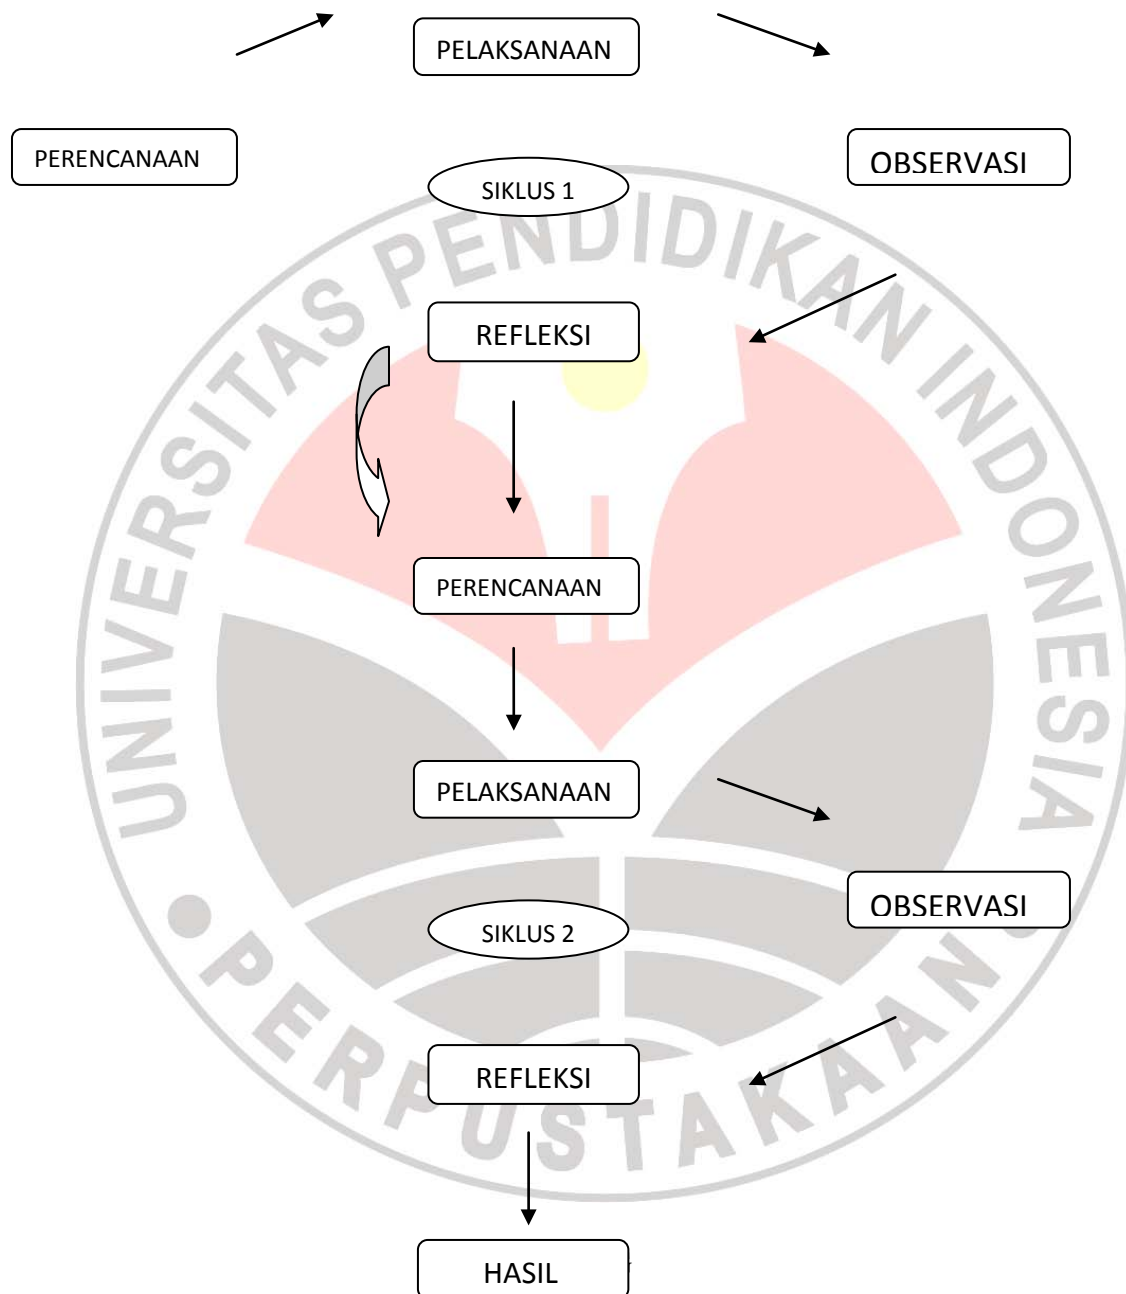 PELAKSANAAN
PERENCANAAN
OBSERVASI
SIKLUS 1
REFLEKSI
PERENCANAAN
PELAKSANAAN
OBSERVASI
SIKLUS 2
REFLEKSI
HASIL
UNIVERSITAS PENDIDIKAN INDONESIA
PERPUSTAKAAN